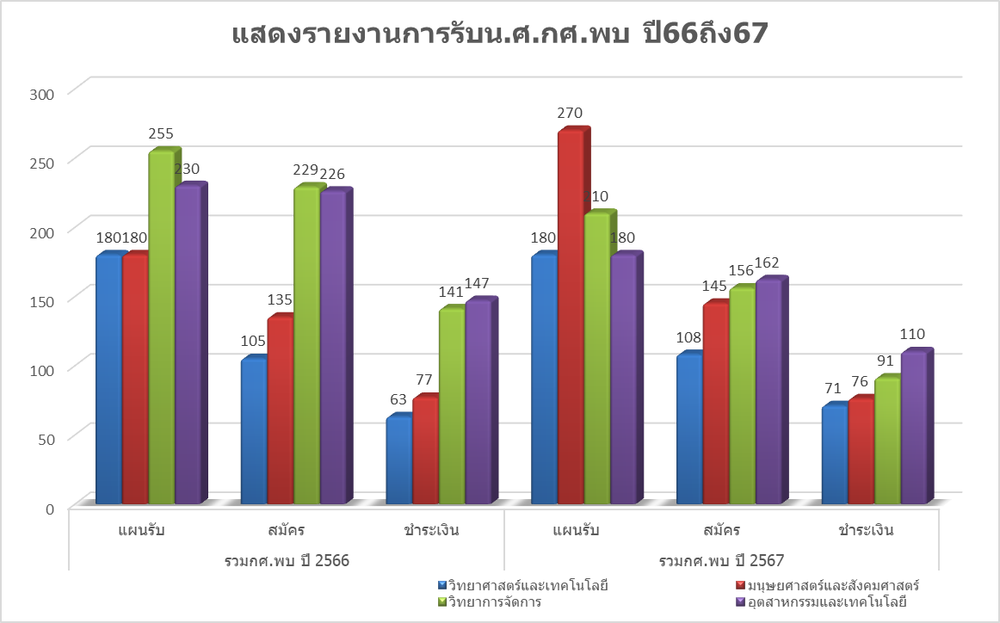 แสดงรายงานการรับน.ศ.กศ.พบ ปี66ถึง67
300
250
200
150
100
50
0
180 180 255 230
105 135 229 226
63 77 141 147
180 270 10 180
108 145 156 162
71 76 91 110
แผนรับ สมัคร ชำระเงิน แผนรับ สมัคร ชำระเงิน
รวมกศ.พบ ปี 2566 รวมกศ.พบ ปี 2567
วิทยาศาสตร์และเทคโนโลยี มนุษยศาสตร์และสังคมศาสตร์
วิทยาการจัดการ อุตสาหกรรมและเทคโนโลยี